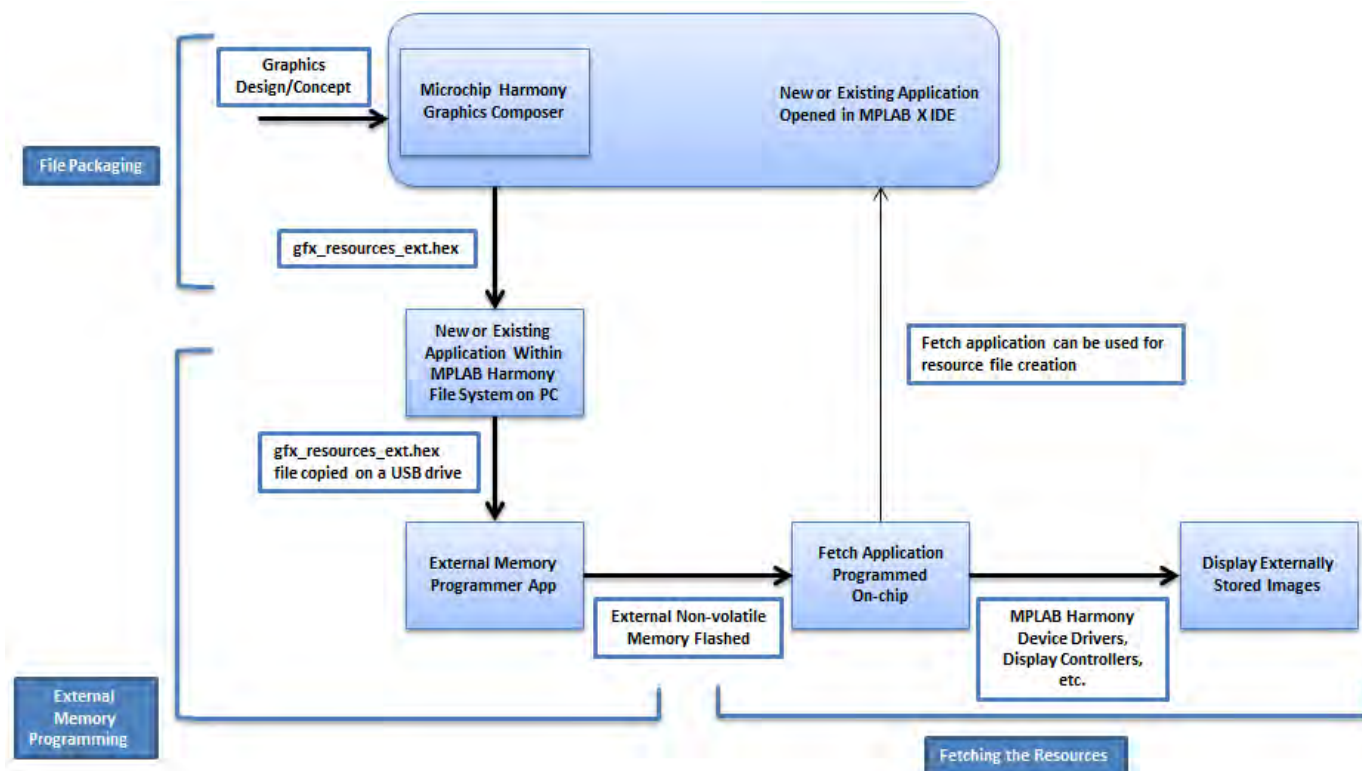 Graphics
Design/Concept
Microchip Harmony
Graphics Composer
New or Existing Application
Opened in MPLAB X IDE
File Packaging
gfx_resources_ext.hex
New or Existing
Application Within
MPLAB Harmony
File System on PC
Fetch application can be used for
resource file creation
gfx_resources_ext.hex
file copied on a USB drive
External Memory
Programmer App
Fetch Application
Programmed
On-chip
Display Externally
Stored Images
External Non-volatile
Memory Flashed
MPLAB Harmony
Device Drivers,
Display Controllers,
etc.
External
Memory
Programming
Fetching the Resources